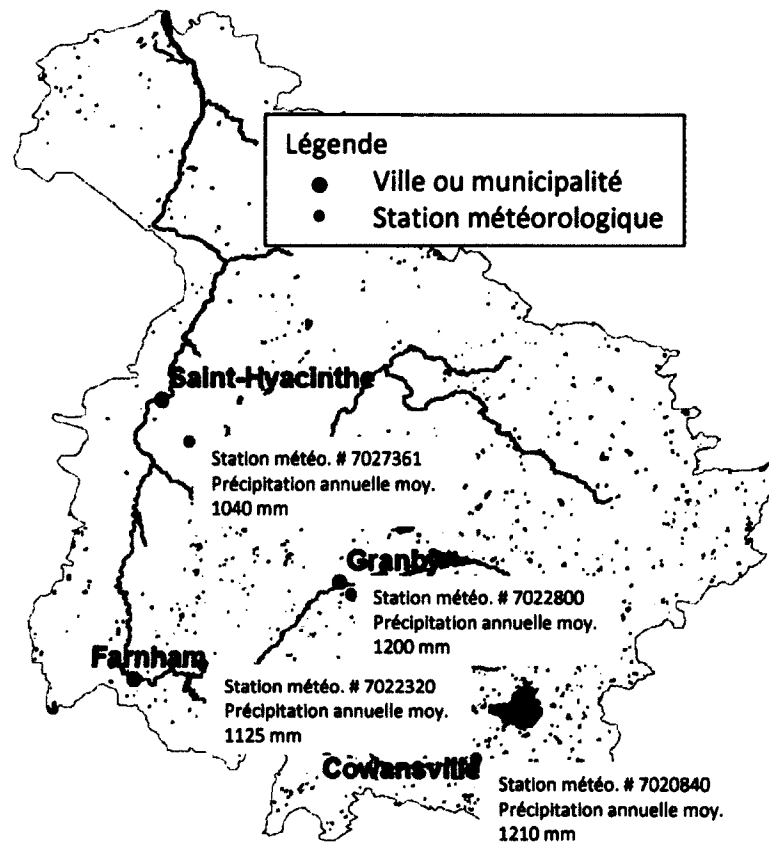 Légende
Ville ou municipalité
Station météorologique
Saint-Hyacinthe
Station météo. # 7027361
Précipitation annuelle moy.
1040 mm
Granby
Station météo. # 7022800
Précipitation annuelle moy.
1200 mm
Farnham
Station météo. # 7022320
Précipitation annuelle moy.
1125 mm
Cowansville
Station météo. # 7020840
Précipitation annuelle moy.
1210 mm